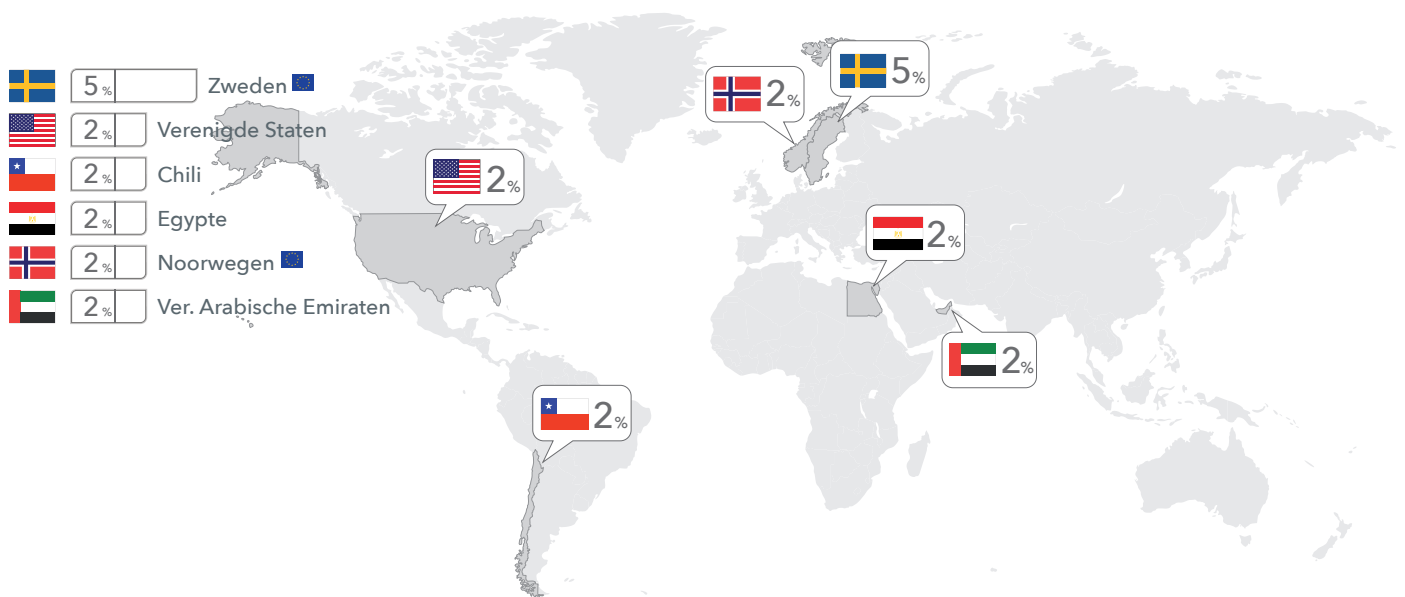 5% Zweden
2% Verenigde Staten
2% Chili
2% Egypte
2% Noorwegen
2% Ver. Arabische Emiraten
5%
2%
2%
2%
2%
2%